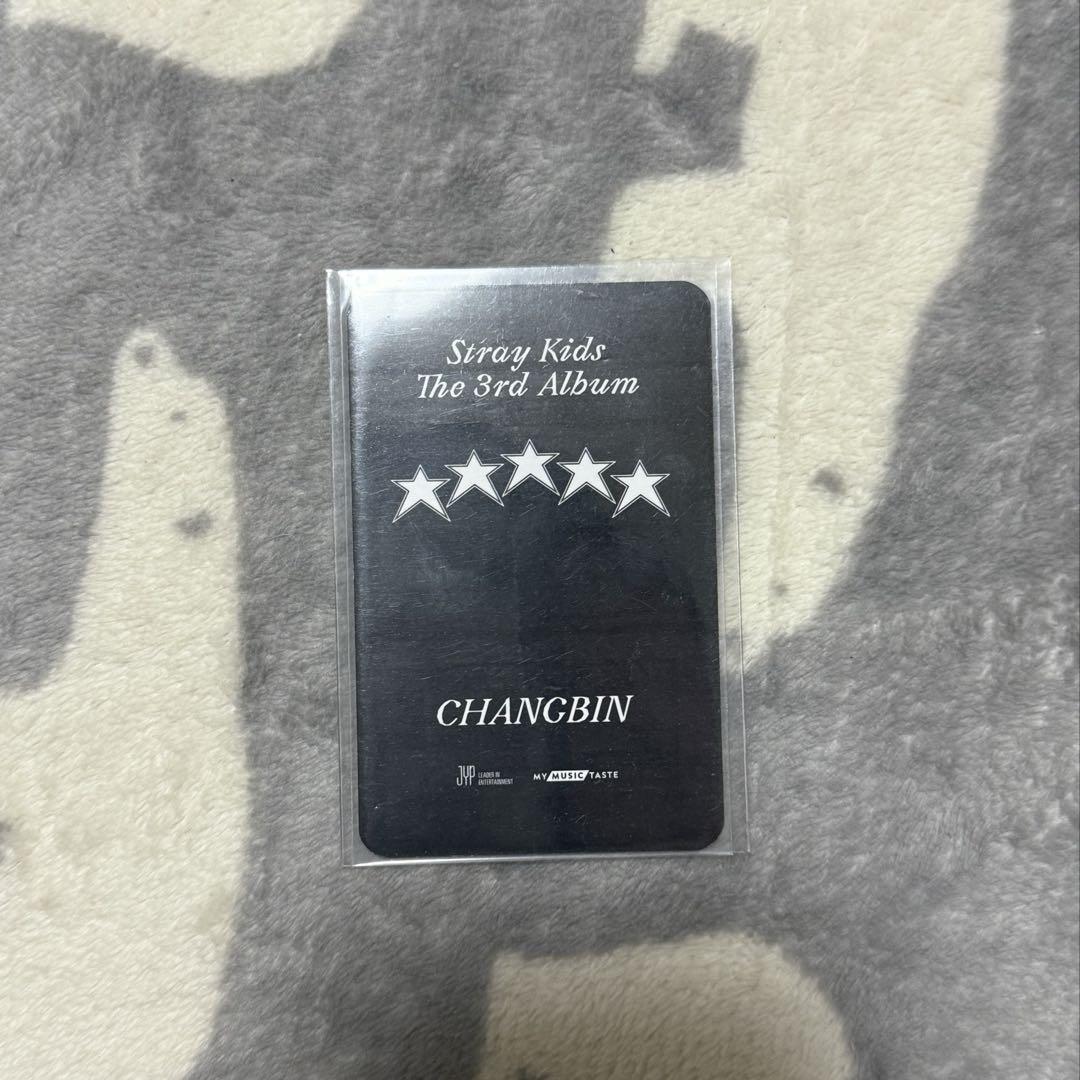 Stray Kids
The 3rd Album
CHANGBIN
JYP LEADER IN
ENTERTAINMENT
MY MUSIC TASTE